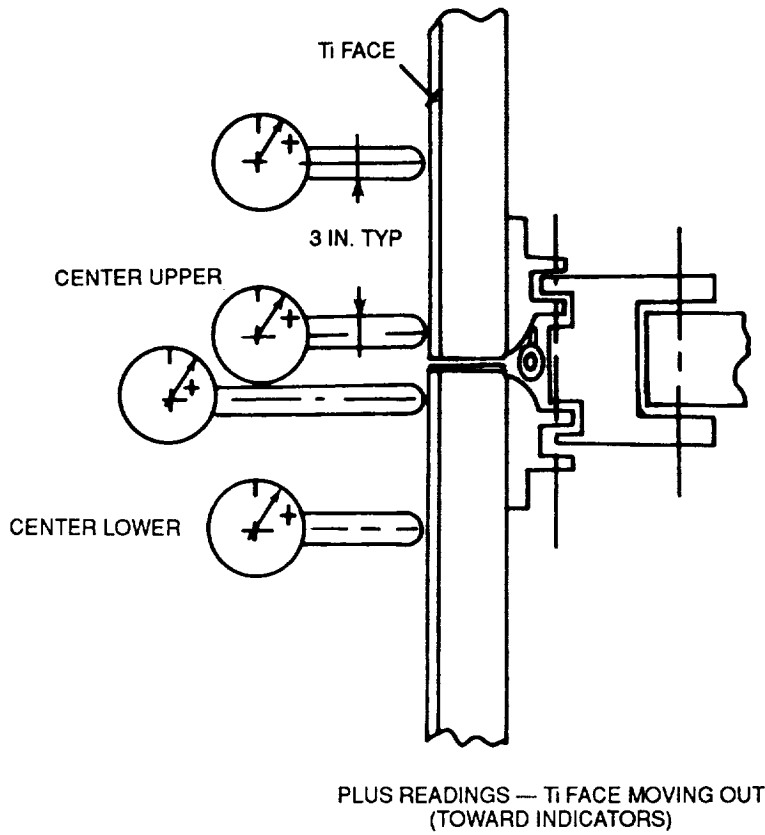 Ti FACE
3 IN. TYP
CENTER UPPER
CENTER LOWER
PLUS READINGS — Ti FACE MOVING OUT
(TOWARD INDICATORS)